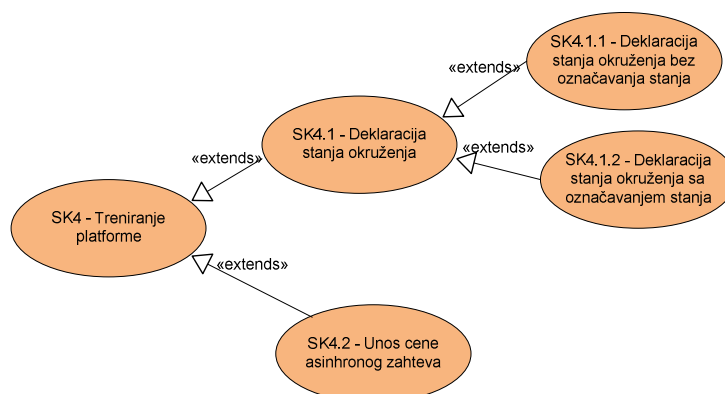 SK4.1.1 - Deklaracija
stanja okruženja bez
označavanja stanja
«extends»
SK4.1 - Deklaracija
stanja okruženja
«extends»
SK4.1.2 - Deklaracija
stanja okruženja sa
označavanjem stanja
«extends»
SK4 - Treniranje
platforme
«extends»
SK4.2 - Unos cene
asinhronog zahteva